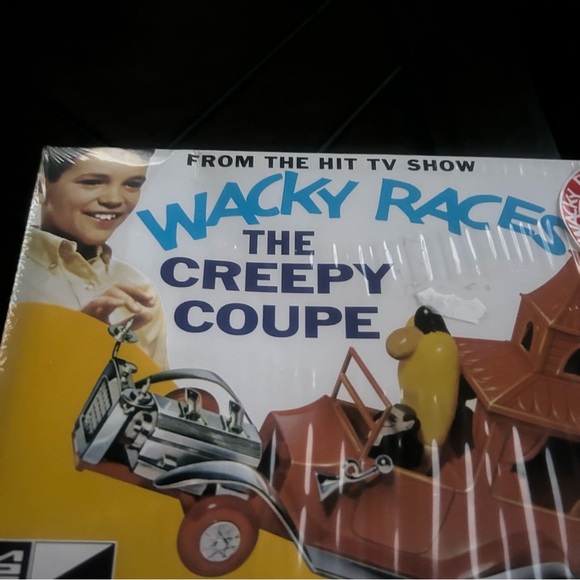 FROM THE HIT TV SHOW
WACKY RACES
THE
CREEPY
COUPE